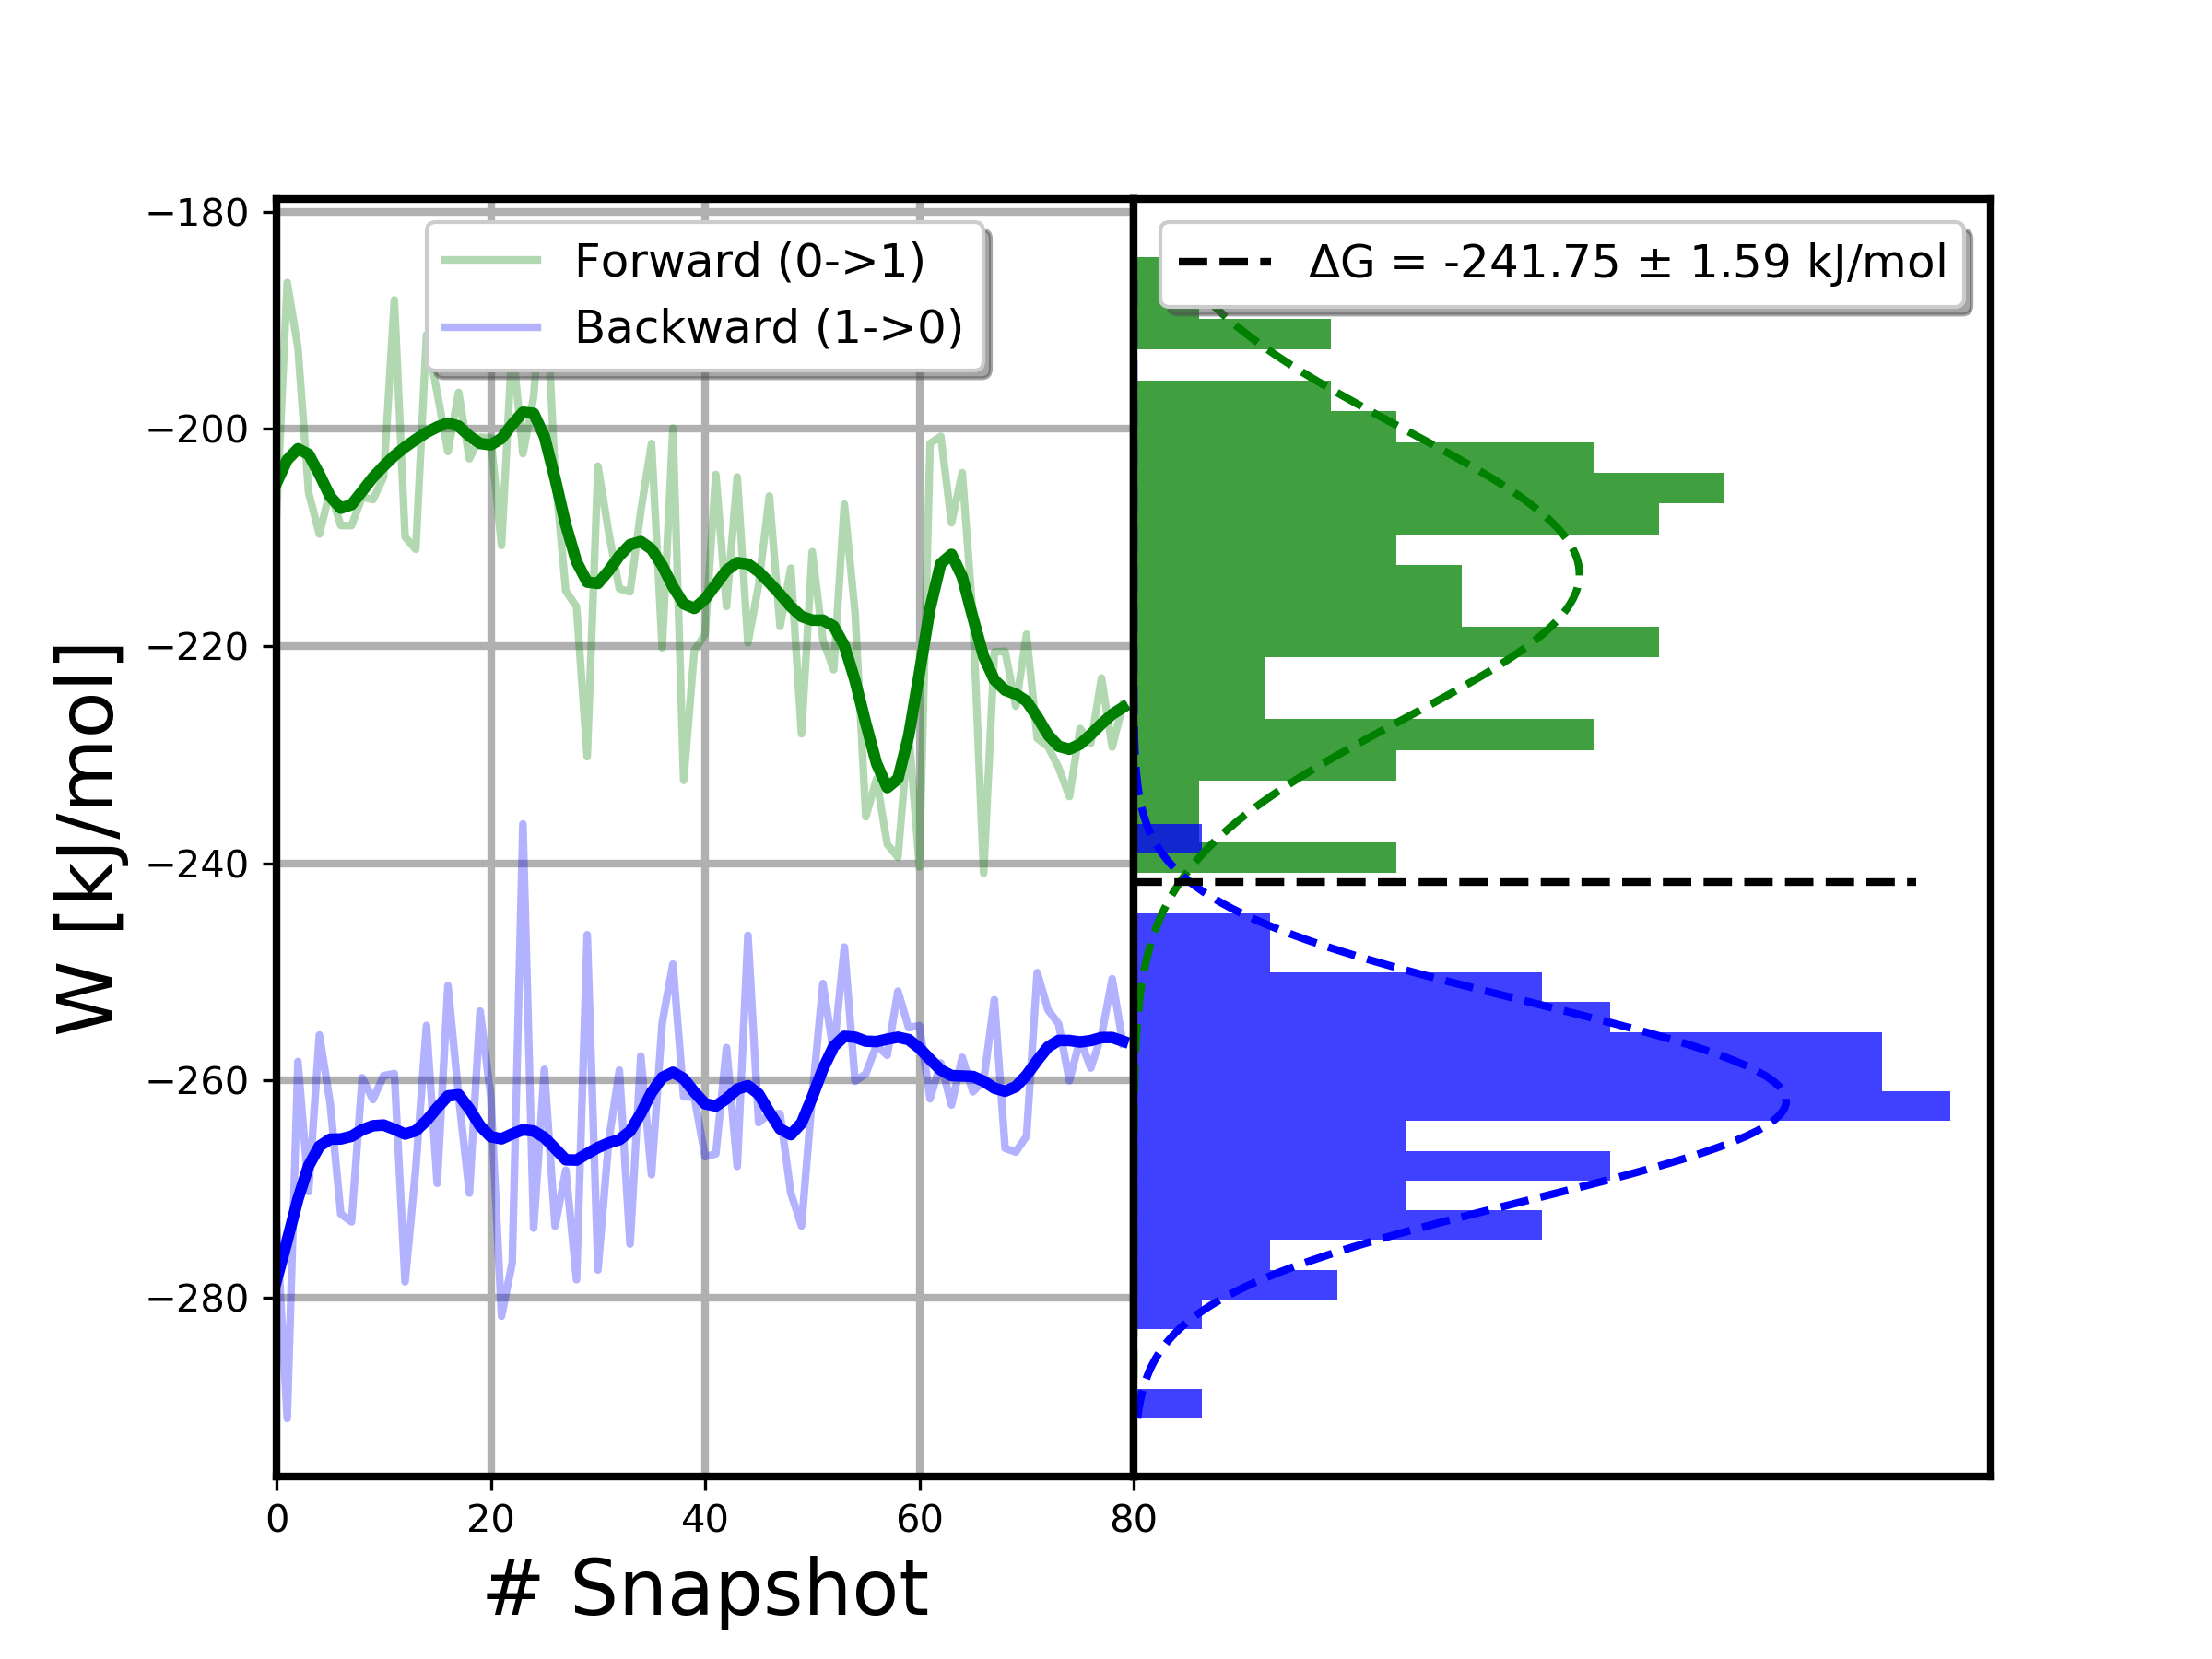 Forward (0->1)
Backward (1->0)
ΔG = -241.75 ± 1.59 kJ/mol
W [kJ/mol]
−180
−200
−220
−240
−260
−280
0 20 40 60 80
# Snapshot